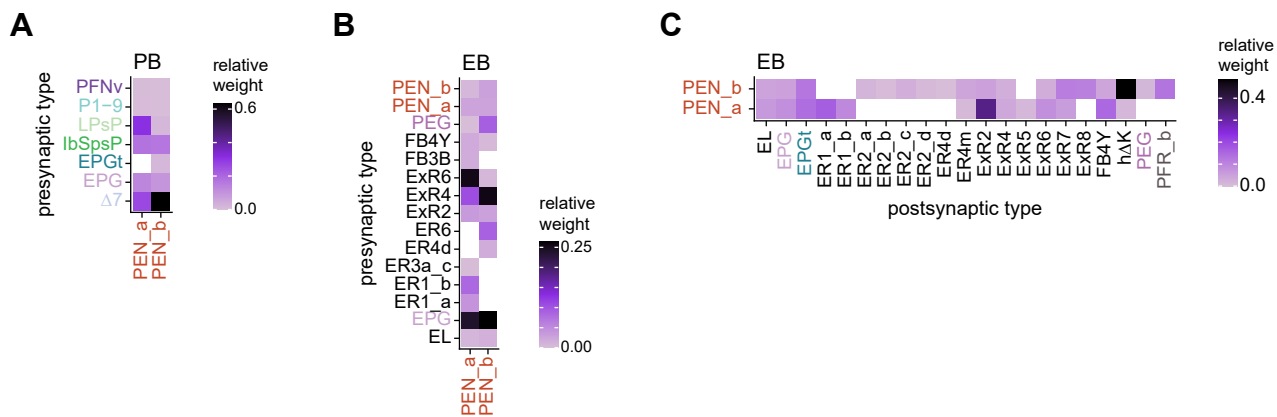 A
PB
presynaptic type
PFNv
P1−9
LPsP
IbSpsP
EPGt
EPG
Δ7
PEN_a
PEN_b
relative
weight
0.6
0.0
B
EB
presynaptic type
PEN_b
PEN_a
PEG
FB4Y
FB3B
ExR6
ExR4
ExR2
ER6
ER4d
ER3a_c
ER1_b
ER1_a
EPG
EL
PEN_a
PEN_b
relative
weight
0.25
0.00
C
EB
PEN_b
PEN_a
EL
EPG
EPGt
ER1_a
ER1_b
ER2_a
ER2_b
ER2_c
ER2_d
ER4d
ER4m
ExR2
ExR4
ExR5
ExR6
ExR7
ExR8
FB4Y
hΔK
PEG
PFR_b
postsynaptic type
relative
weight
0.4
0.0